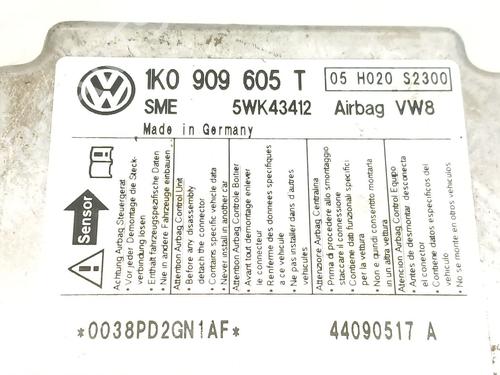 1K0 909 605 T
05 H020 S2300
SME 5WK43412 Airbag VW8
Made in Germany
Sensor
Achtung Airbag Steuergerät
• Vor jeder Demontage die Steck-
verbindung lösen
• Enthält fahrzeugspezifische Daten
• Nie in andere Fahrzeuge einbauen
Attention Airbag Control Unit
• Before any disassembly
detach the connector
• Contains specific vehicle data
• Never install in another car
Attention Airbag Controle Boitier
• Avant tout demontage enlever
le connecteur
• Renferme des donnees specifiques
a ce vehicule
• Ne pas installer dans d'autres
vehicules
Attenzione Airbag Centralina
• Prima di procedere allo smontaggio
staccare il connettore
• Contiene dati funzionali specifici
per la vettura
• Non e quindi consentito montarla
in un altra vettura
Atencion Airbag Control Equipo
• Antes de desmontar desconecta
el conector
• Contiene datos especificos del
vehiculo
• No se monte en otros vehiculos
*0038PD2GN1AF*
44090517 A